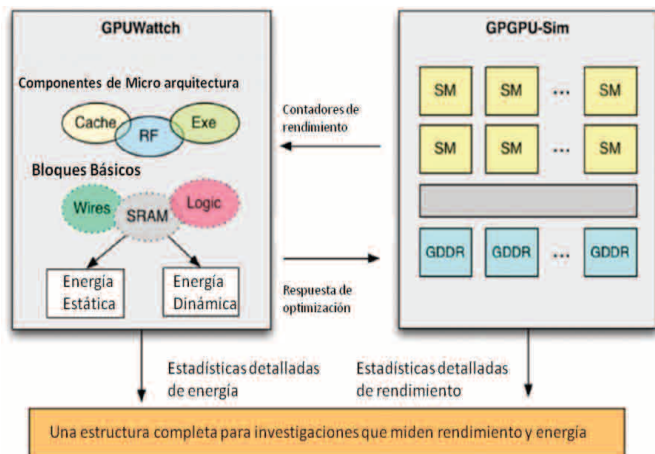 GPUWattch
Componentes de Micro arquitectura
Cache
RF
Exe
Bloques Básicos
Wires
SRAM
Logic
Energía
Estática
Energía
Dinámica
Contadores de
rendimiento
Respuesta de
optimización
GPGPU-Sim
SM SM ... SM
SM SM ... SM
GDDR GDDR ... GDDR
Estadísticas detalladas
de energía
Estadísticas detalladas
de rendimiento
Una estructura completa para investigaciones que miden rendimiento y energía